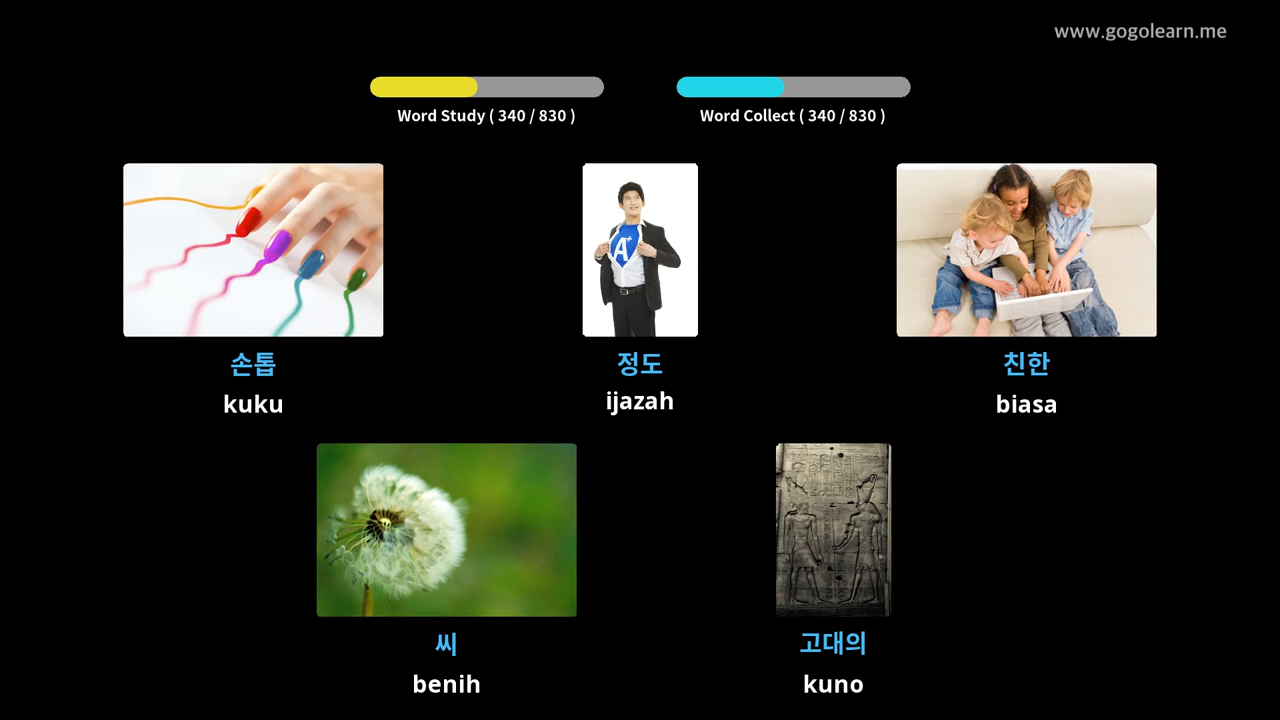 www.gogolearn.me
Word Study ( 340 / 830 )
Word Collect ( 340 / 830 )
A+
손톱
kuku
정도
ijazah
친한
biasa
씨
benih
고대의
kuno